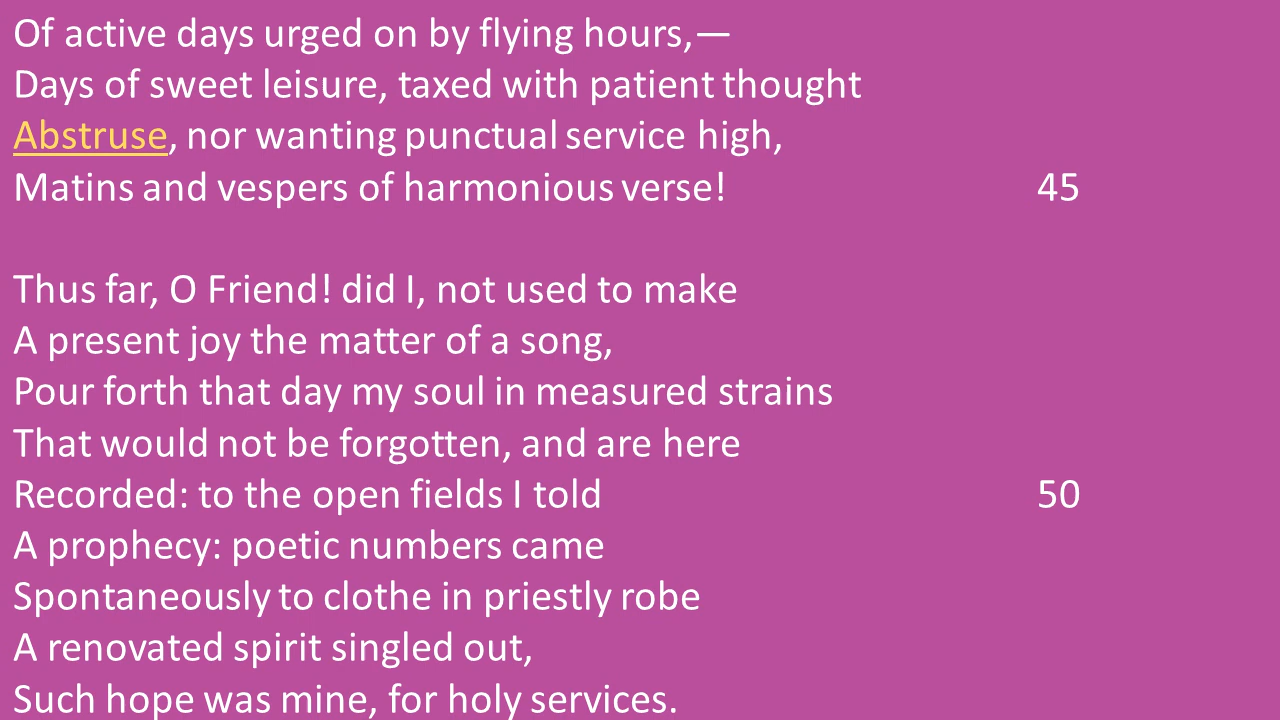 Of active days urged on by flying hours,—
Days of sweet leisure, taxed with patient thought
Abstruse, nor wanting punctual service high,
Matins and vespers of harmonious verse! 45
Thus far, O Friend! did I, not used to make
A present joy the matter of a song,
Pour forth that day my soul in measured strains
That would not be forgotten, and are here
Recorded: to the open fields I told 50
A prophecy: poetic numbers came
Spontaneously to clothe in priestly robe
A renovated spirit singled out,
Such hope was mine, for holy services.